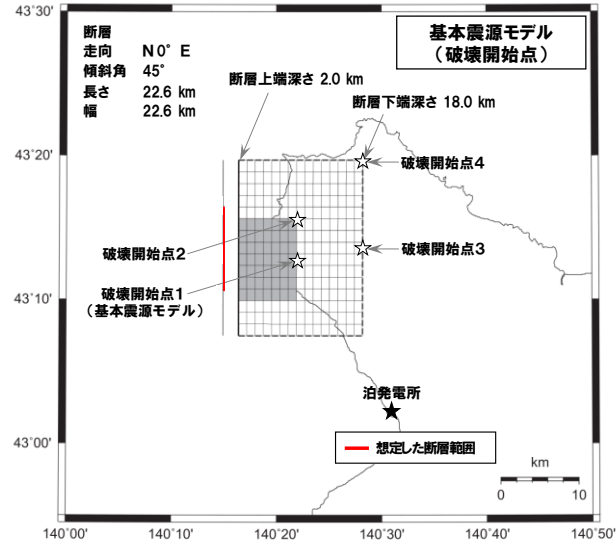 基本震源モデル
（破壊開始点）
断層
走向 N 0° E
傾斜角 45°
長さ 22.6 km
幅 22.6 km
断層上端深さ 2.0 km
断層下端深さ 18.0 km
破壊開始点4
破壊開始点2
破壊開始点3
破壊開始点1
（基本震源モデル）
泊発電所
想定した断層範囲
km
0 10
43°30'
43°20'
43°10'
43°00'
140°00' 140°10' 140°20' 140°30' 140°40' 140°50'